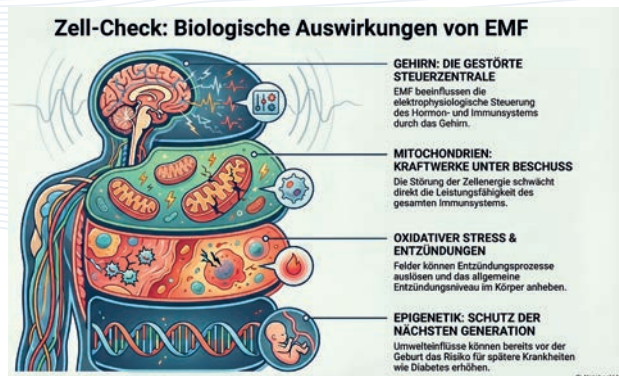 Zell-Check: Biologische Auswirkungen von EMF
GEHIRN: DIE GESTÖRTE
STEUERZENTRALE
EMF beeinflussen die
elektrophysiologische Steuerung
des Hormon- und Immunsystems
durch das Gehirn.
MITOCHONDRIEN:
KRAFTWERKE UNTER BESCHUSS
Die Störung der Zellenergie schwächt
direkt die Leistungsfähigkeit des
gesamten Immunsystems.
OXIDATIVER STRESS &
ENTZÜNDUNGEN
Felder können Entzündungsprozesse
auslösen und das allgemeine
Entzündungsniveau im Körper anheben.
EPIGENETIK: SCHUTZ DER
NÄCHSTEN GENERATION
Umwelteinflüsse können bereits vor der
Geburt das Risiko für spätere Krankheiten
wie Diabetes erhöhen.